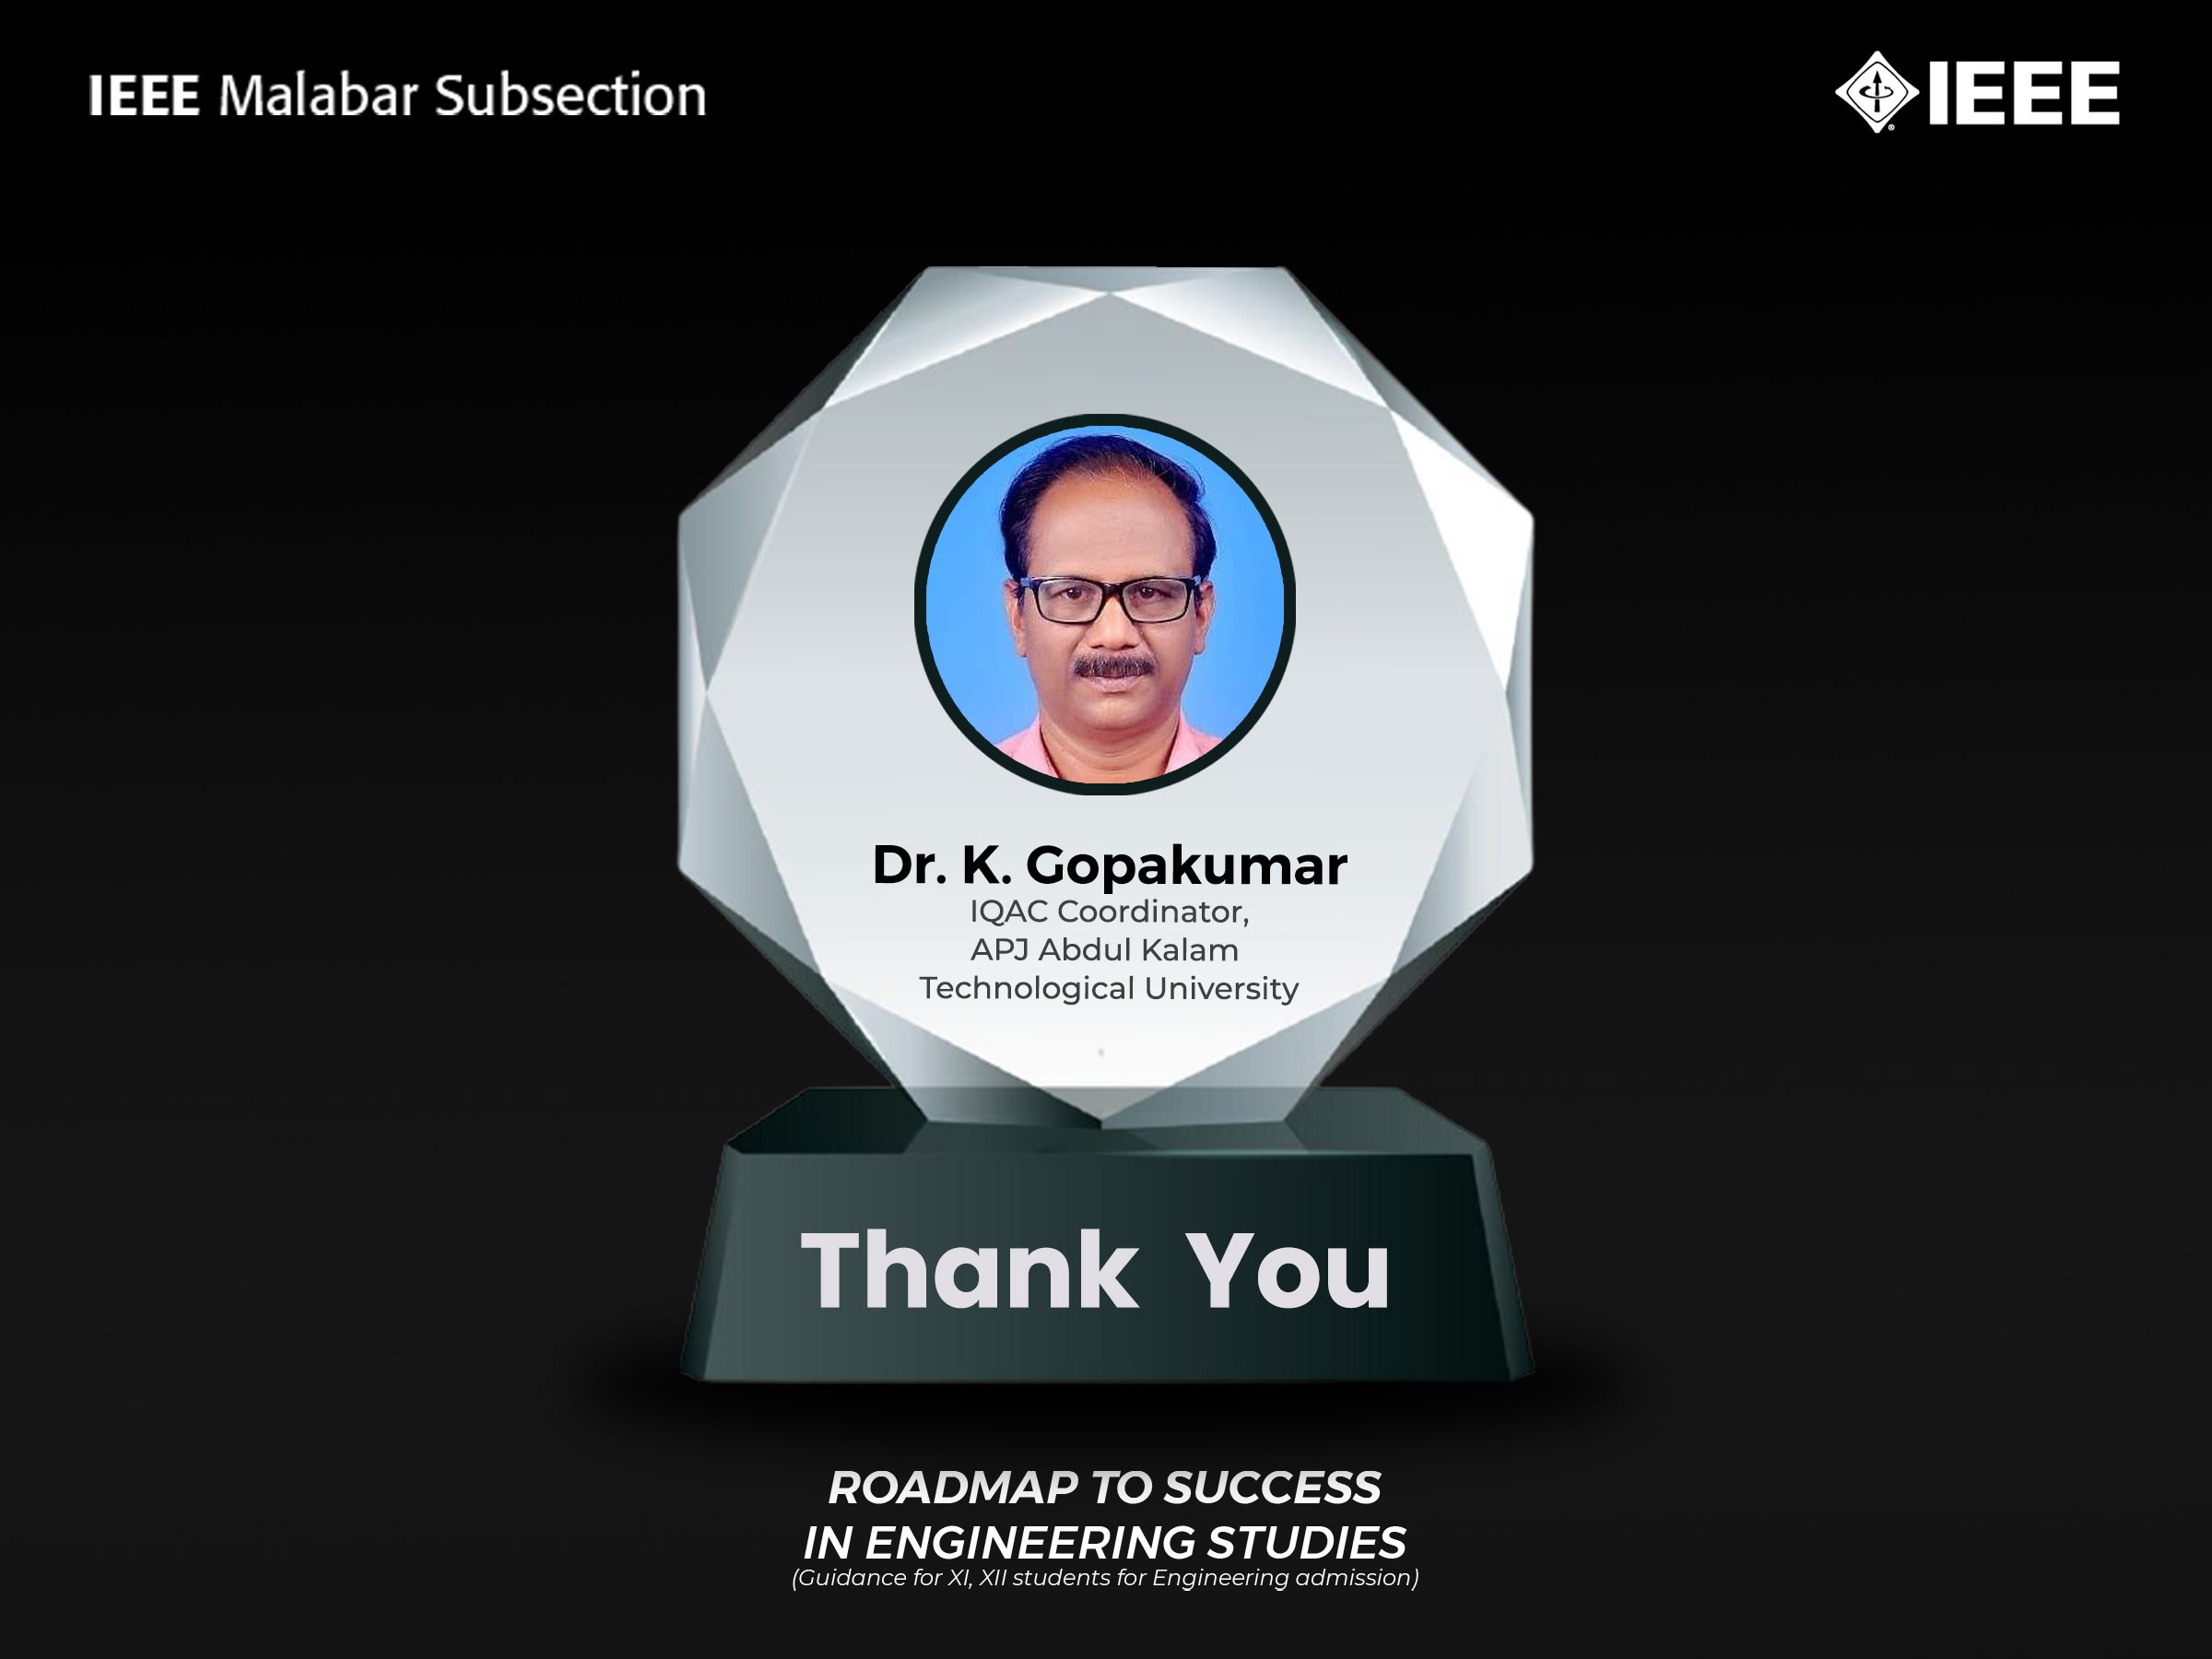 IEEE Malabar Subsection
IEEE
Dr. K. Gopakumar
IQAC Coordinator,
APJ Abdul Kalam
Technological University
Thank You
ROADMAP TO SUCCESS
IN ENGINEERING STUDIES
(Guidance for XI, XII students for Engineering admission)